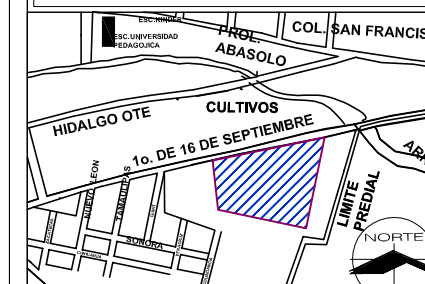 ESC.KINDER
ESC.UNIVERSIDAD
PEDAGOJICA
PROL.
ABASOLO
COL. SAN FRANCIS
CULTIVOS
HIDALGO OTE
1o. DE 16 DE SEPTIEMBRE
NUEVO LEON
TAMAULIPAS
SONORA
LIMITE
PREDIAL
NORTE